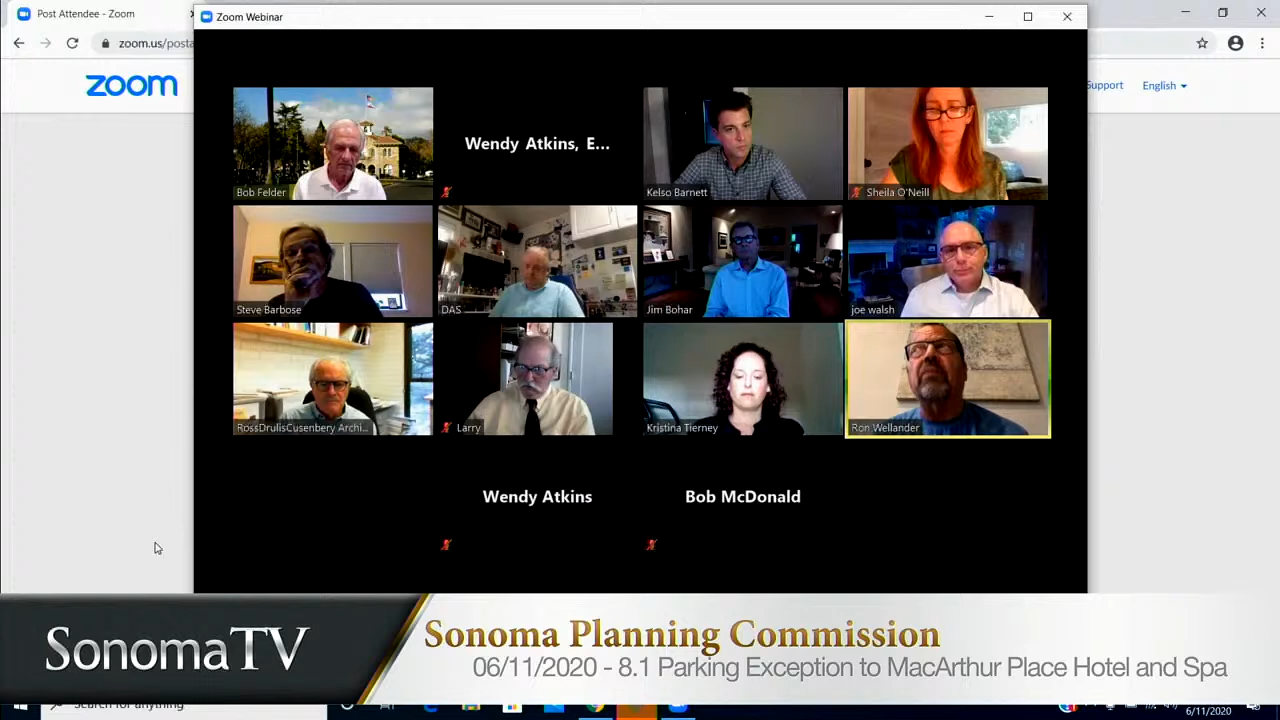 Post Attendee - Zoom
Zoom Webinar
zoom.us/posta
zoom
Support
English
Bob Felder
Wendy Atkins, E...
Kelso Barnett
Sheila O'Neill
Steve Barbose
DAS
Jim Bohar
joe walsh
RossDrulisCusenbery Archi...
Larry
Kristina Tierney
Ron Wellander
Wendy Atkins
Bob McDonald
SonomaTV
Sonoma Planning Commission
06/11/2020 - 8.1 Parking Exception to MacArthur Place Hotel and Spa
Search for anything
6/11/2020